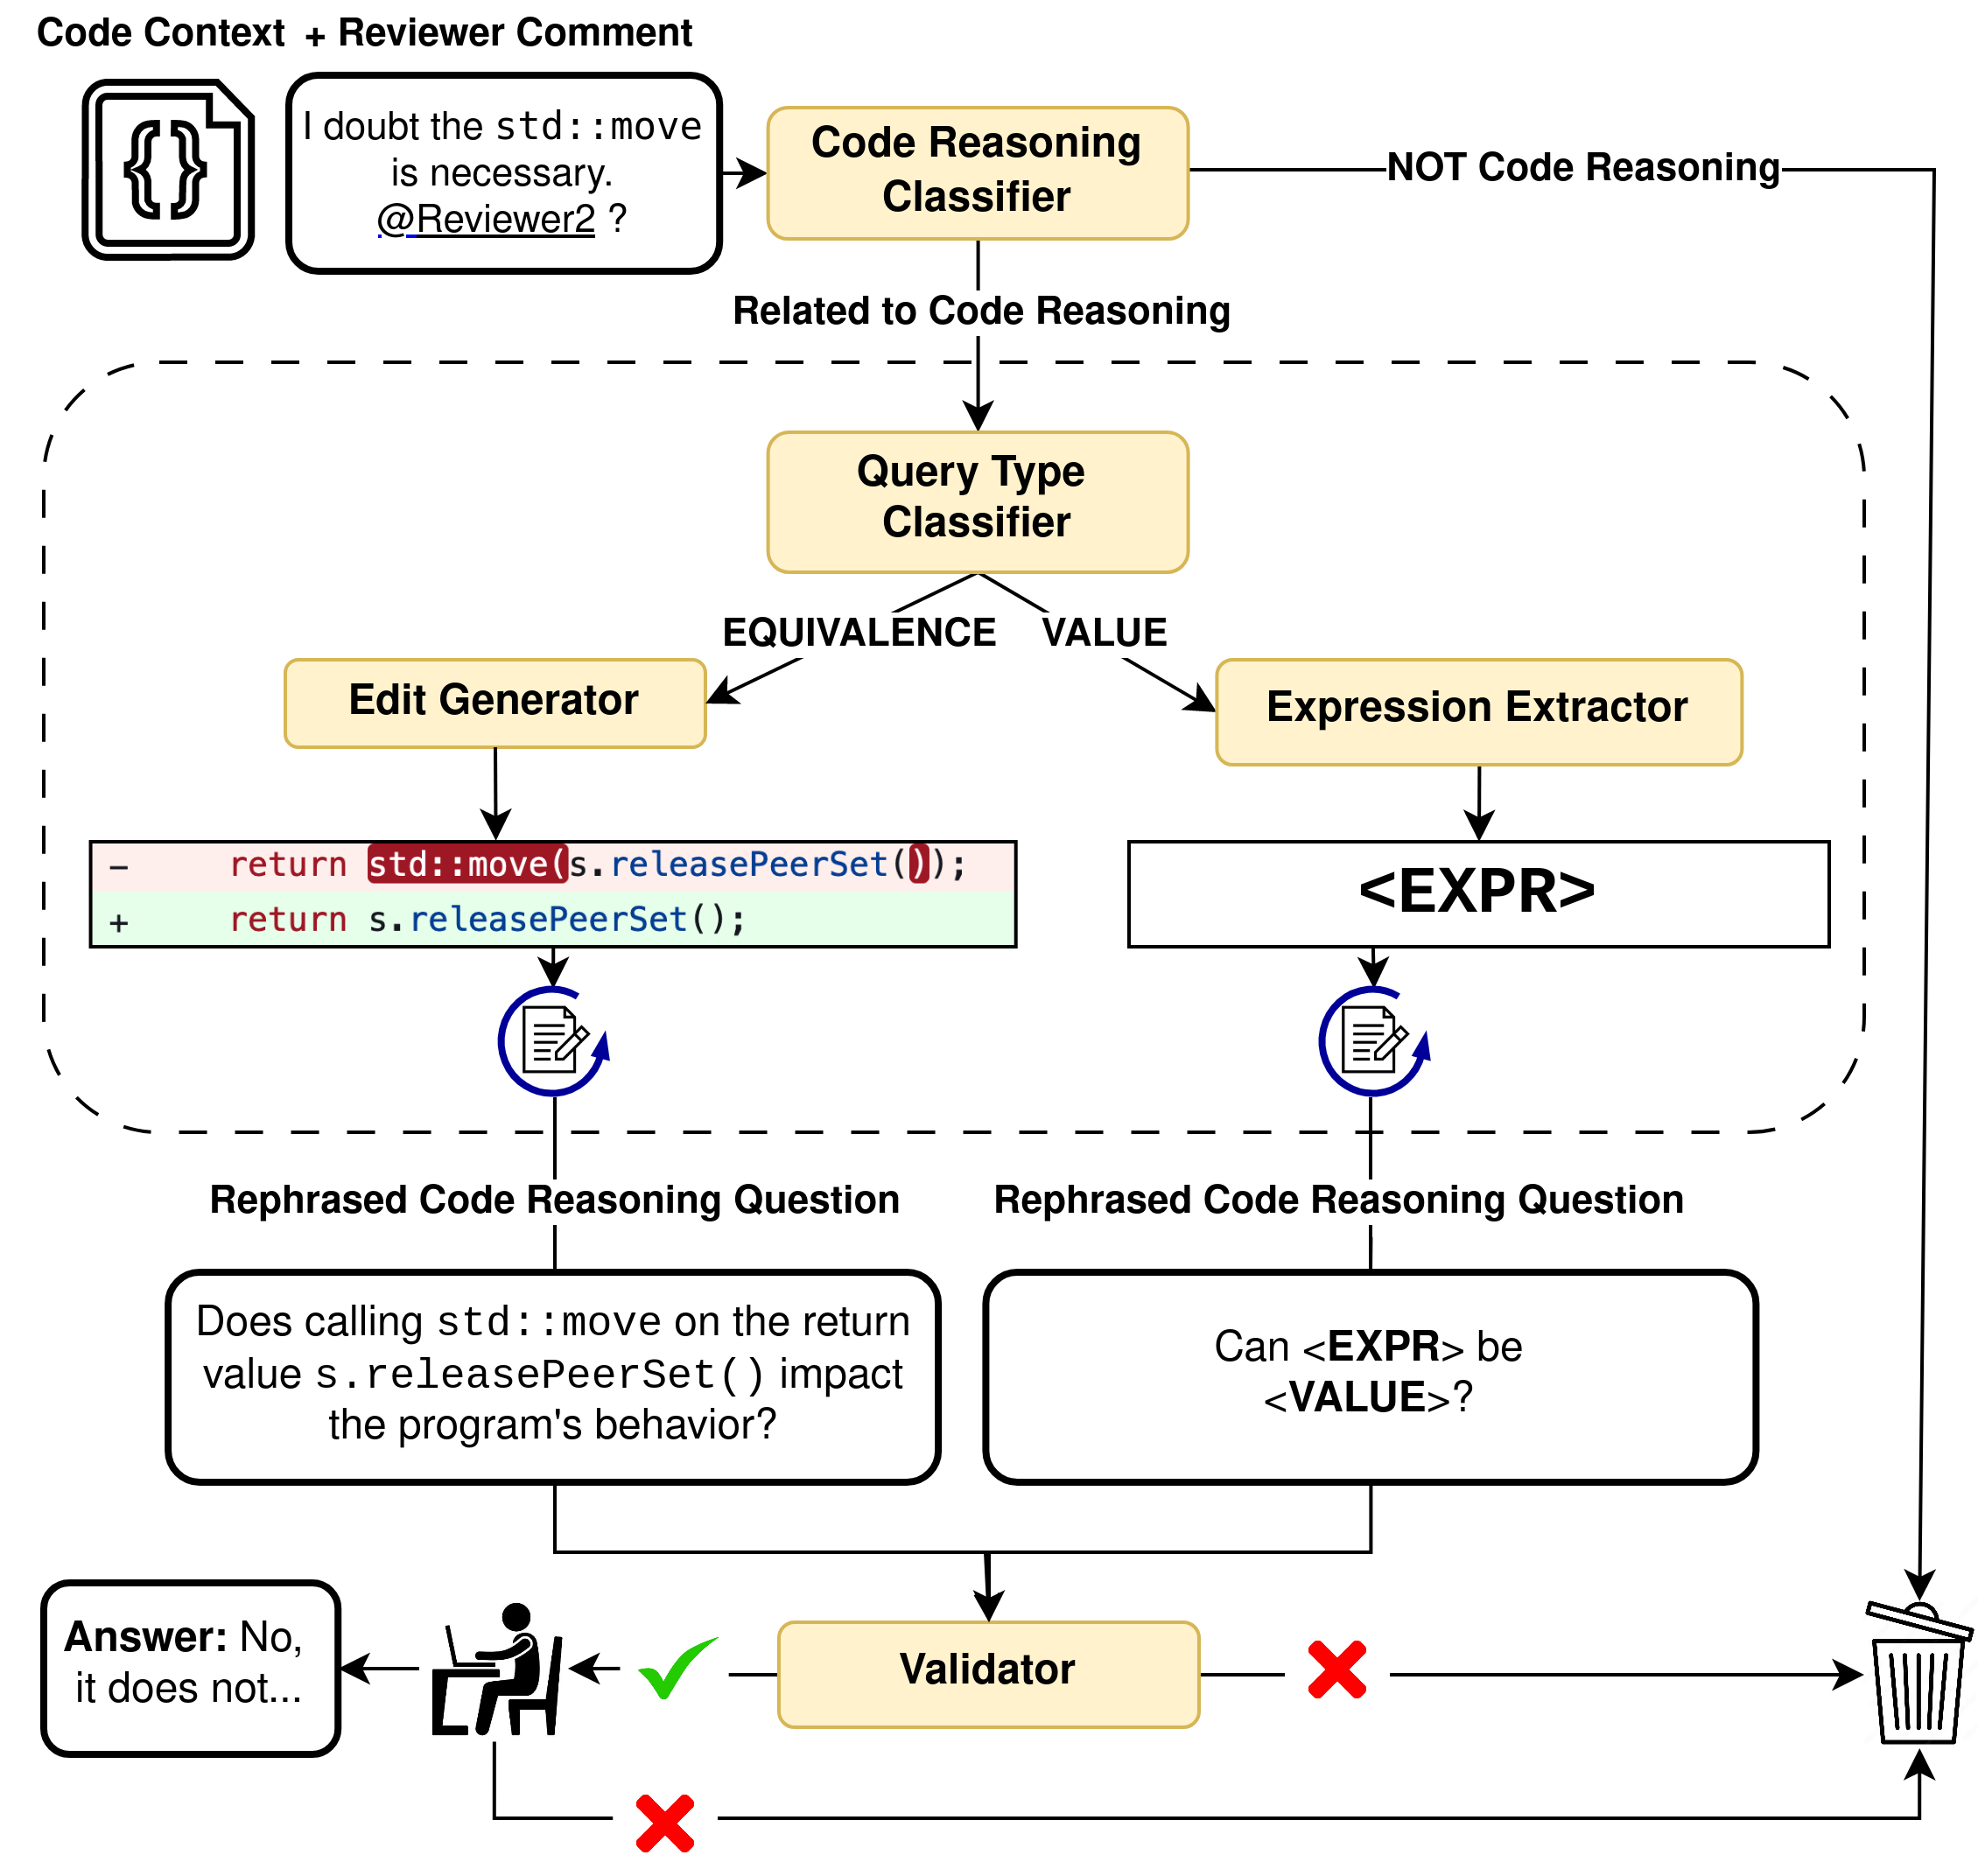 Code Context + Reviewer Comment
{}
I doubt the std::move
is necessary.
@Reviewer2 ?
Code Reasoning
Classifier
NOT Code Reasoning
Related to Code Reasoning
Query Type
Classifier
EQUIVALENCE
VALUE
Edit Generator
Expression Extractor
− return std::move(s.releasePeerSet());
+ return s.releasePeerSet();
<EXPR>
Rephrased Code Reasoning Question
Rephrased Code Reasoning Question
Does calling std::move on the return
value s.releasePeerSet() impact
the program's behavior?
Can <EXPR> be
<VALUE>?
Answer: No,
it does not...
Validator